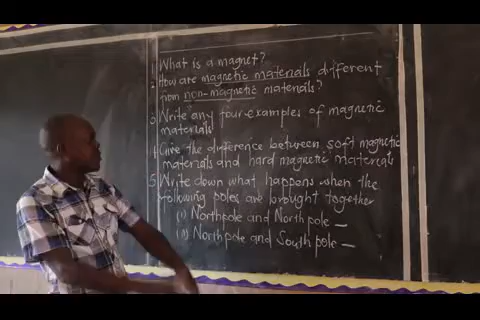 1 What is a magnet?
2 How are magnetic materials different
from non-magnetic materials?
3 Write any four examples of magnetic
materials
4 Give the difference between soft magnetic
materials and hard magnetic materials
5 Write down what happens when the
following poles are brought together
(i) North pole and North pole —
(ii) North pole and South pole —